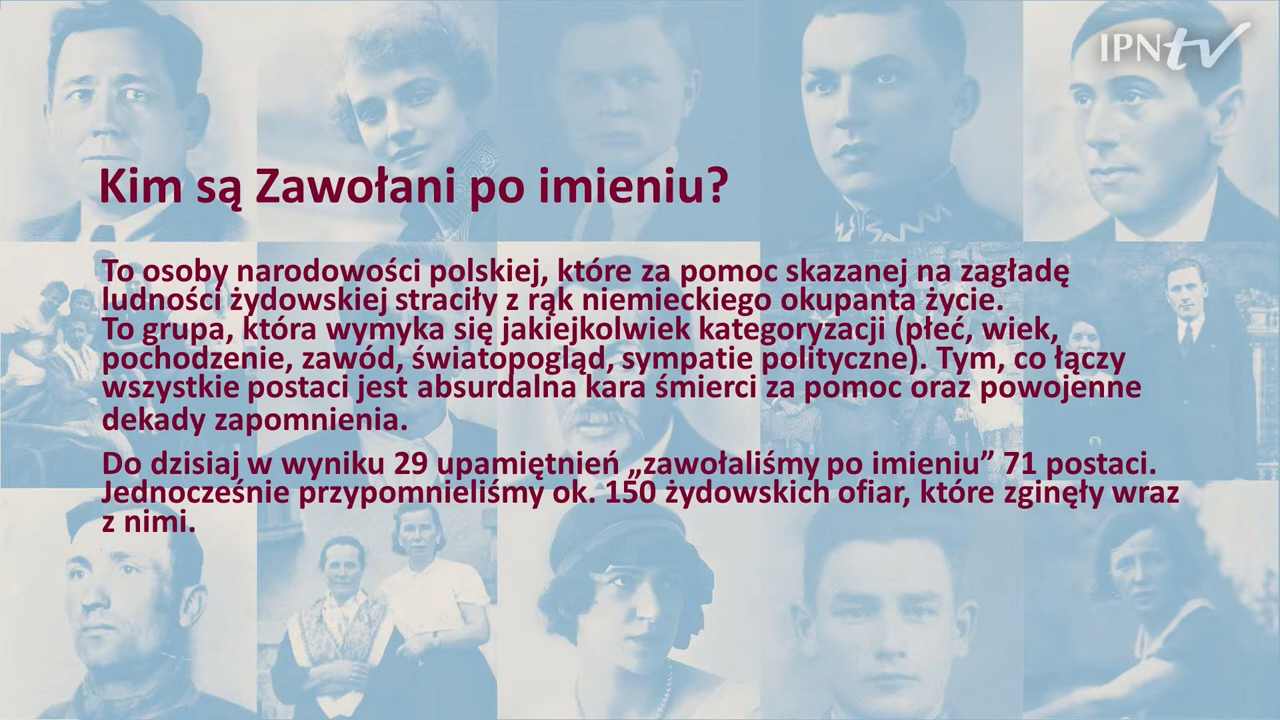 IPNtv
Kim są Zawołani po imieniu?
To osoby narodowości polskiej, które za pomoc skazanej na zagładę
ludności żydowskiej straciły z rąk niemieckiego okupanta życie.
To grupa, która wymyka się jakiejkolwiek kategoryzacji (płeć, wiek,
pochodzenie, zawód, światopogląd, sympatie polityczne). Tym, co łączy
wszystkie postaci jest absurdalna kara śmierci za pomoc oraz powojenne
dekady zapomnienia.
Do dzisiaj w wyniku 29 upamiętnień „zawołaliśmy po imieniu” 71 postaci.
Jednocześnie przypomnieliśmy ok. 150 żydowskich ofiar, które zginęły wraz
z nimi.